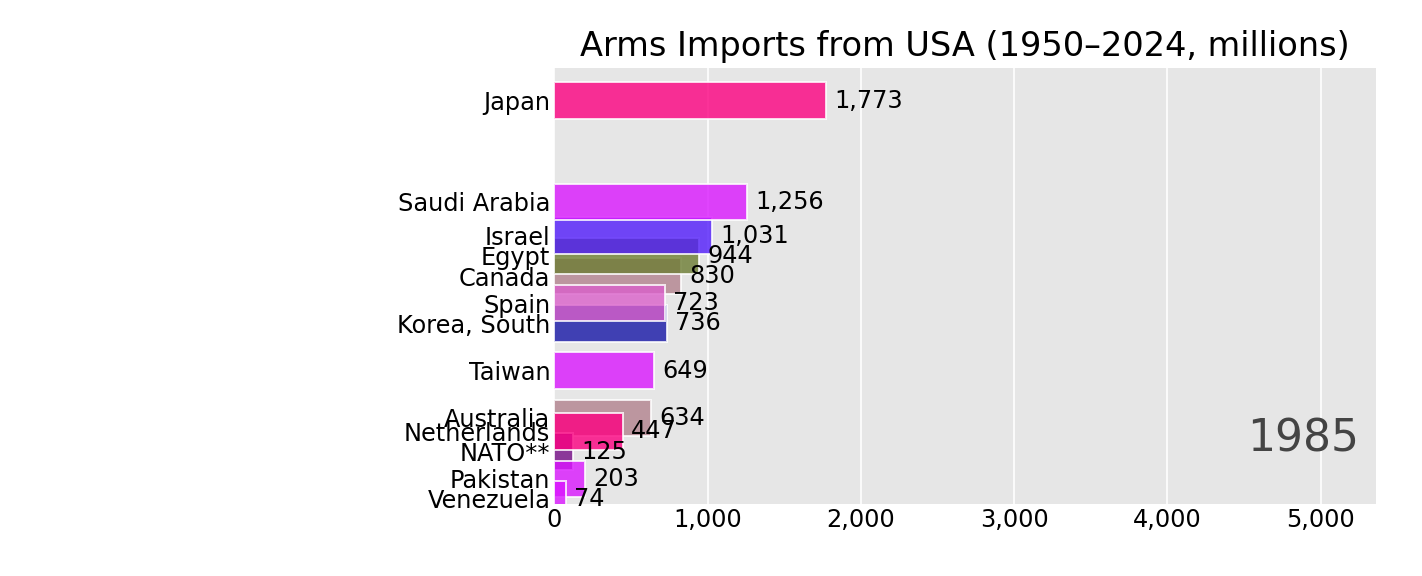 Arms Imports from USA (1950–2024, millions)
Japan 1,773
Saudi Arabia 1,256
Israel 1,031
Egypt 944
Canada 830
Spain 723
Korea, South 736
Taiwan 649
Australia 634
Netherlands 447
NATO** 125
Pakistan 203
Venezuela 74
1985
0 1,000 2,000 3,000 4,000 5,000